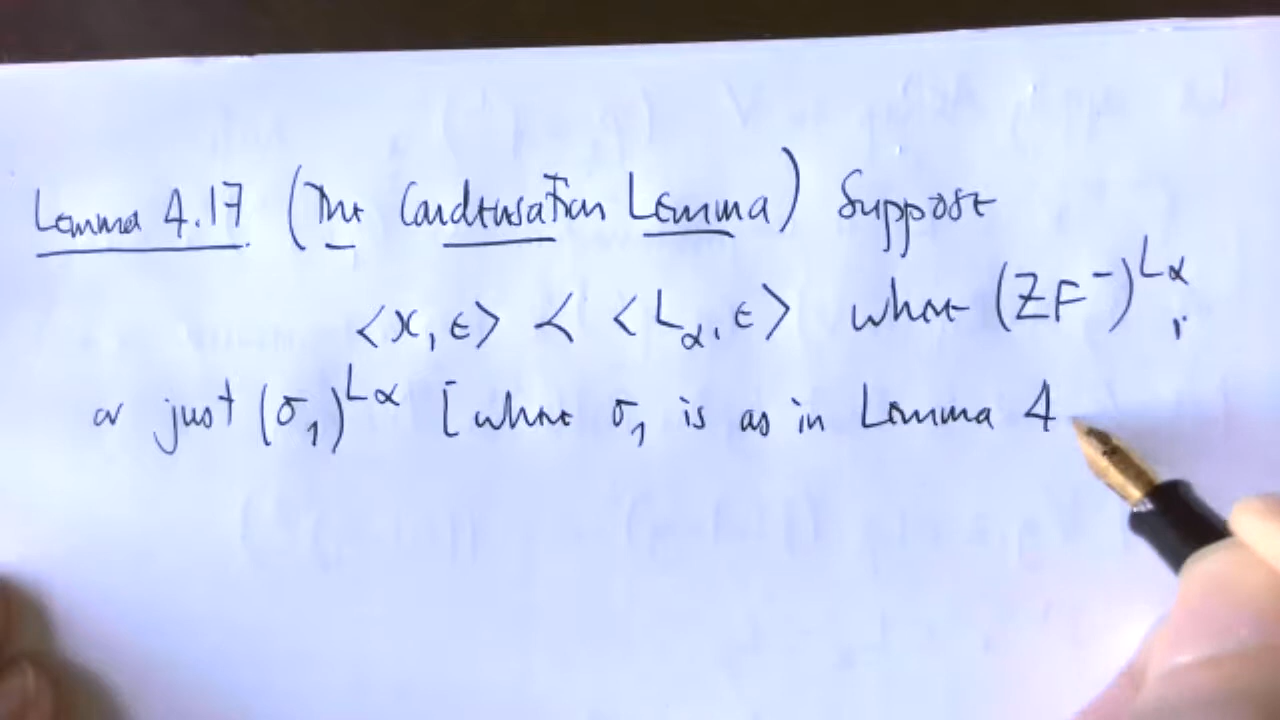 Lemma 4.17 (The Condensation Lemma) Suppose
<x, ∈> ≺ <L_α, ∈> where (ZF^-)^{L_α},
or just (σ_1)^{L_α} [where σ_1 is as in Lemma 4